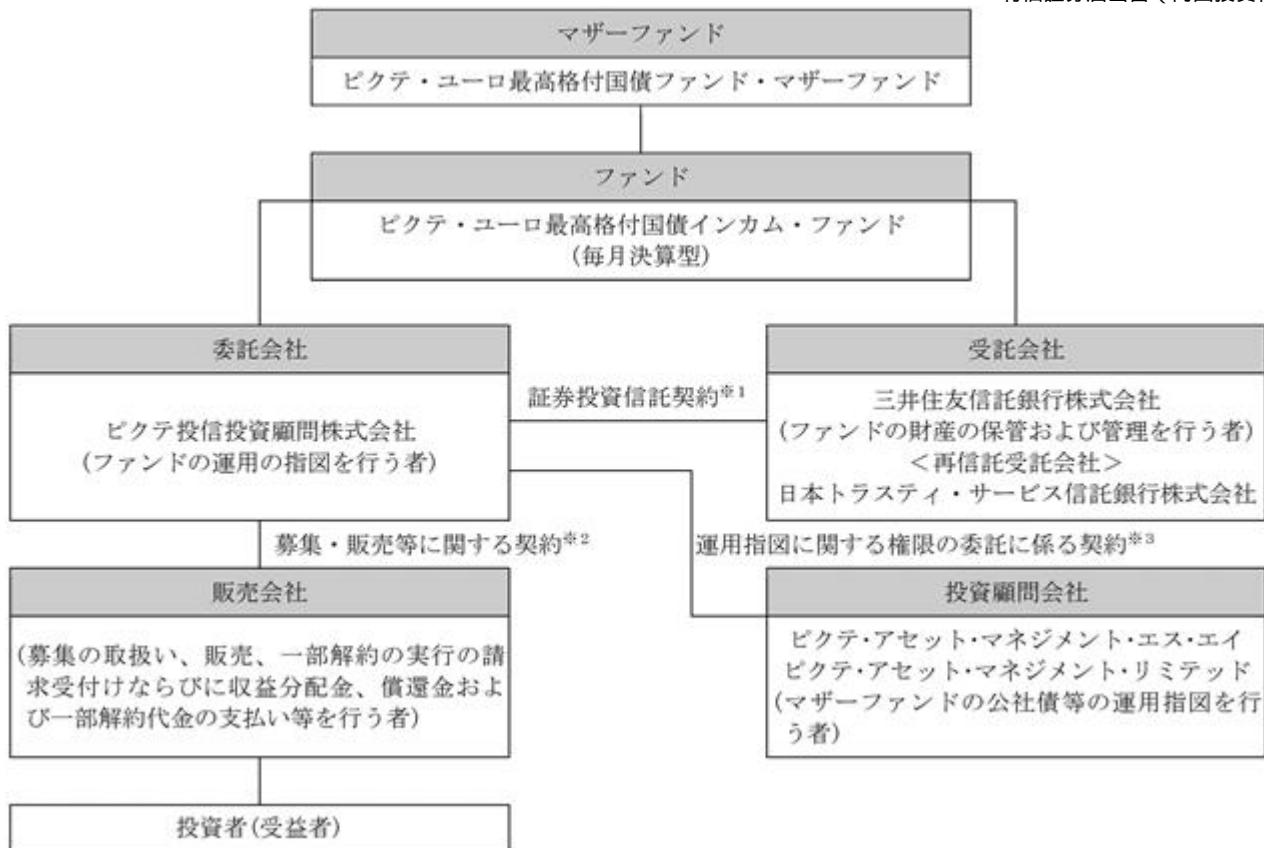 マザーファンド
ピクテ・ユーロ最高格付国債ファンド・マザーファンド
ファンド
ピクテ・ユーロ最高格付国債インカム・ファンド
(毎月決算型)
委託会社
ピクテ投信投資顧問株式会社
(ファンドの運用の指図を行う者)
証券投資信託契約※1
受託会社
三井住友信託銀行株式会社
(ファンドの財産の保管および管理を行う者)
<再信託受託会社>
日本トラスティ・サービス信託銀行株式会社
募集・販売等に関する契約※2
運用指図に関する権限の委託に係る契約※3
販売会社
(募集の取扱い、販売、一部解約の実行の請
求受付けならびに収益分配金、償還金およ
び一部解約代金の支払い等を行う者)
投資顧問会社
ピクテ・アセット・マネジメント・エス・エイ
ピクテ・アセット・マネジメント・リミテッド
(マザーファンドの公社債等の運用指図を行
う者)
投資者(受益者)